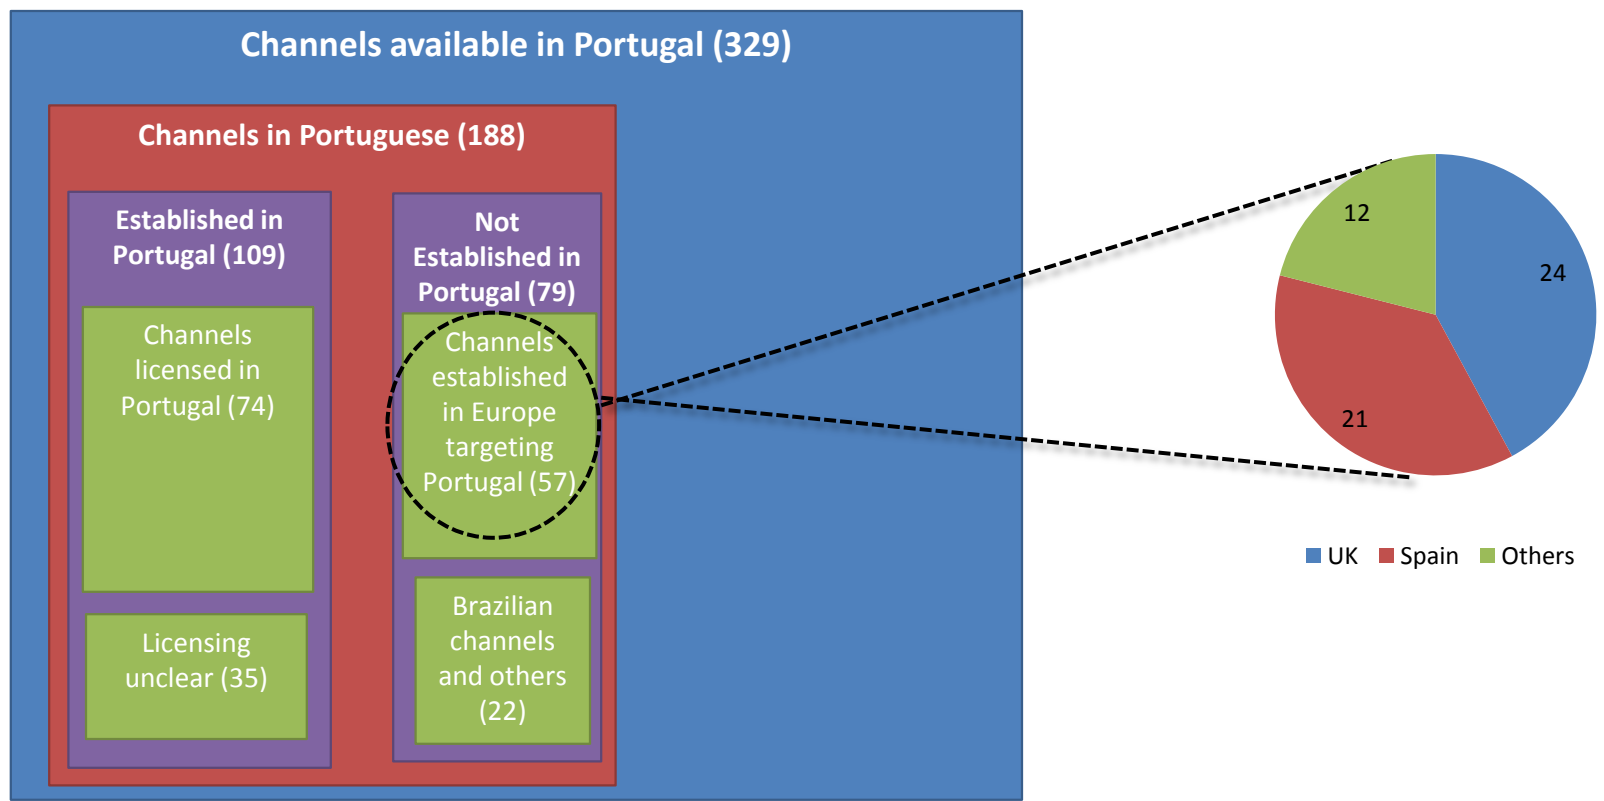 Channels available in Portugal (329)
Channels in Portuguese (188)
Established in
Portugal (109)
Channels
licensed in
Portugal (74)
Licensing
unclear (35)
Not
Established in
Portugal (79)
Channels
established
in Europe
targeting
Portugal (57)
Brazilian
channels
and others
(22)
12
24
21
UK Spain Others